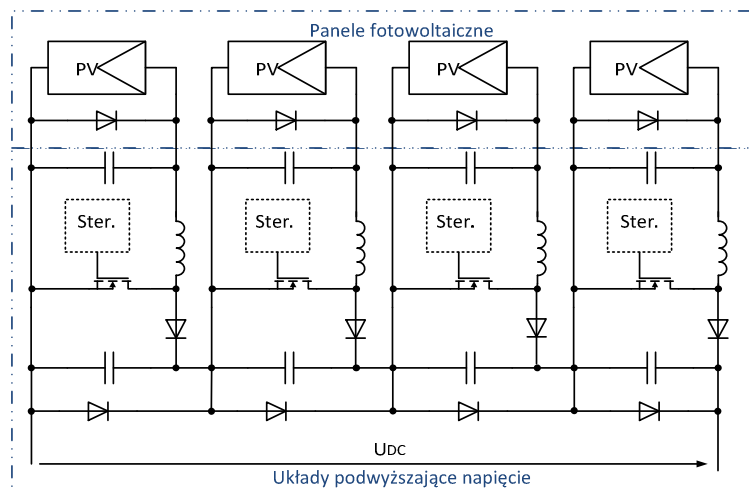 Panele fotowoltaiczne
PV PV PV PV
Ster. Ster. Ster. Ster.
UDC
Układy podwyższające napięcie